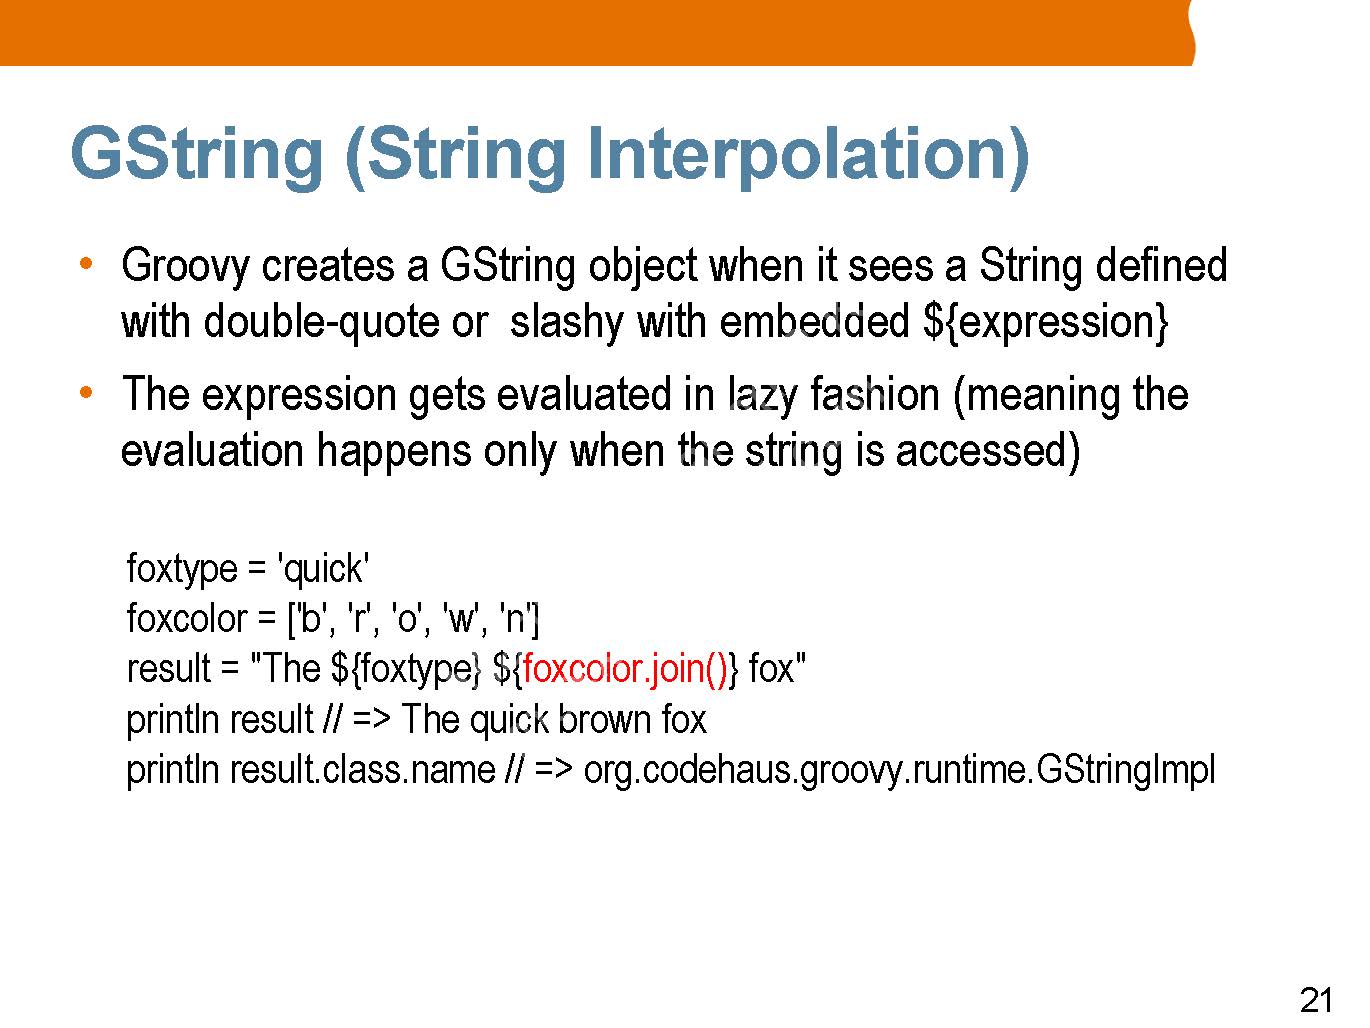 GString (String Interpolation)
• Groovy creates a GString object when it sees a String defined
with double-quote or  slashy with embedded ${expression}
• The expression gets evaluated in lazy fashion (meaning the
evaluation happens only when the string is accessed)
foxtype = 'quick'
foxcolor = ['b', 'r', 'o', 'w', 'n']
result = "The ${foxtype} ${foxcolor.join()} fox"
println result // => The quick brown fox
println result.class.name // => org.codehaus.groovy.runtime.GStringImpl
21